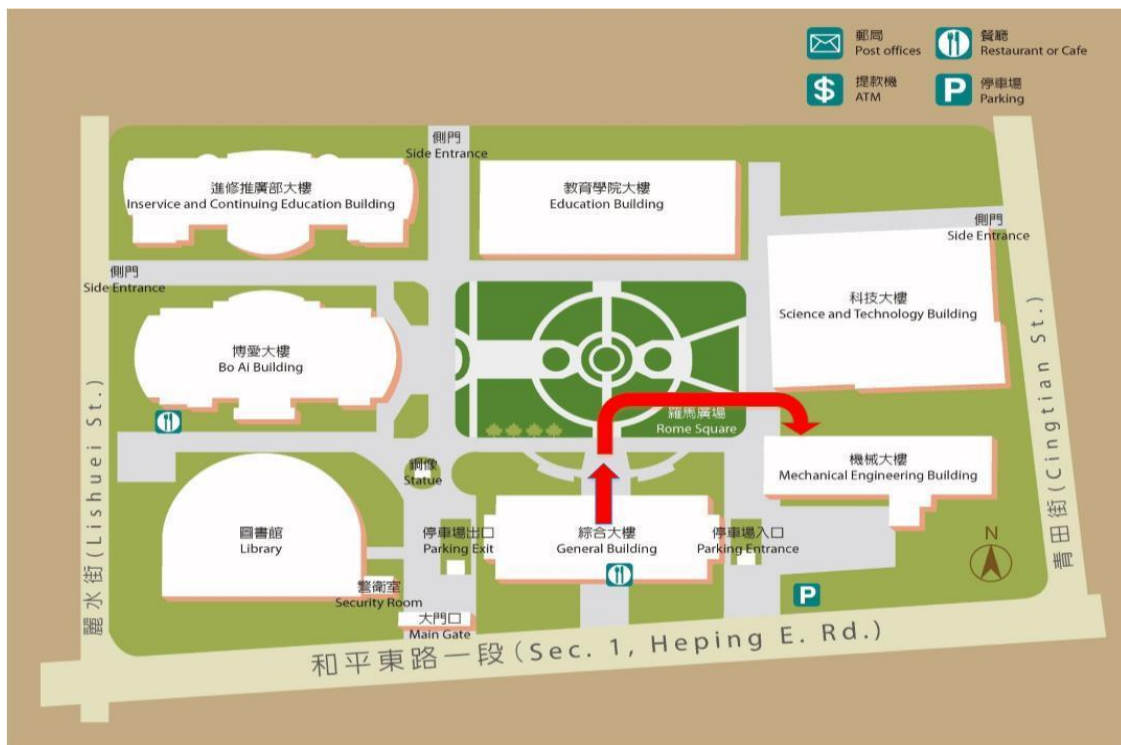 郵局
Post offices
餐廳
Restaurant or Cafe
$
提款機
ATM
P
停車場
Parking
側門
Side Entrance
進修推廣部大樓
Inservice and Continuing Education Building
教育學院大樓
Education Building
側門
Side Entrance
側門
Side Entrance
科技大樓
Science and Technology Building
博愛大樓
Bo Ai Building
羅馬廣場
Rome Square
銅像
Statue
機械大樓
Mechanical Engineering Building
圖書館
Library
停車場出口
Parking Exit
綜合大樓
General Building
停車場入口
Parking Entrance
N
警衛室
Security Room
P
大門口
Main Gate
麗水街(Lishuei St.)
青田街(Cingtian St.)
和平東路一段(Sec. 1, Heping E. Rd.)